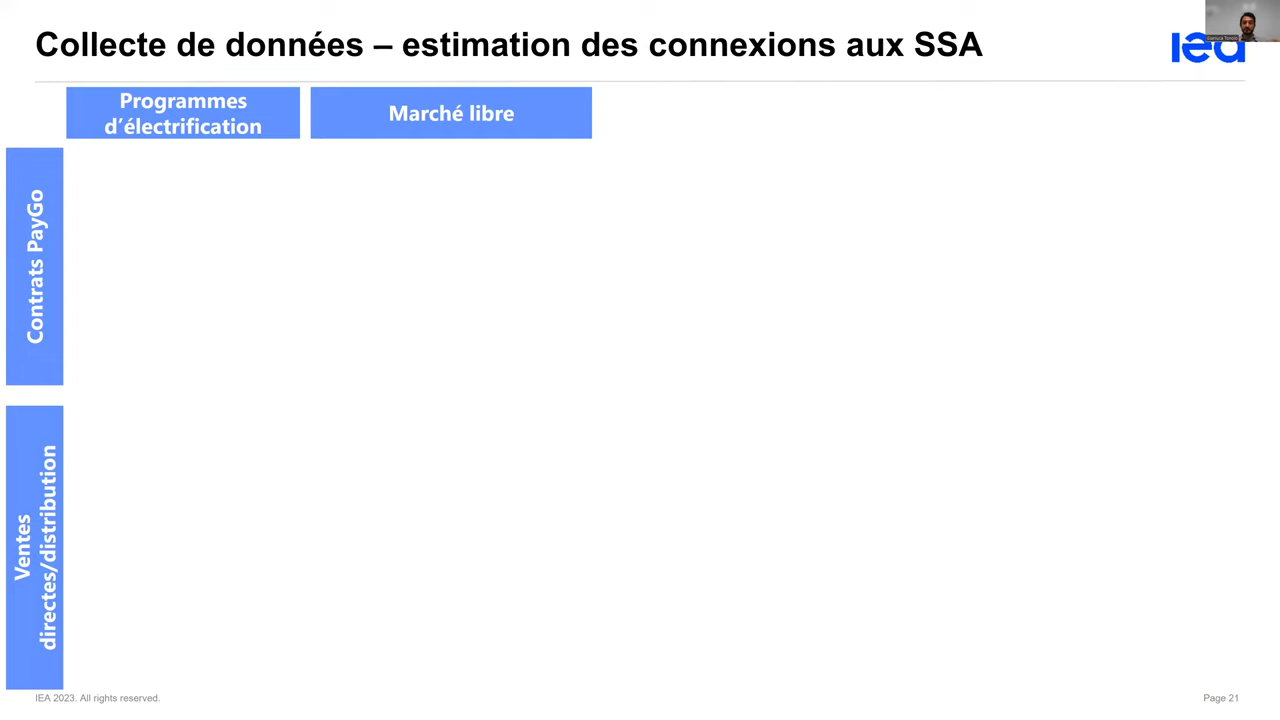 Collecte de données – estimation des connexions aux SSA
iea
Programmes
d’électrification
Marché libre
Contrats PayGo
Ventes
directes/distribution
IEA 2023. All rights reserved.
Page 21